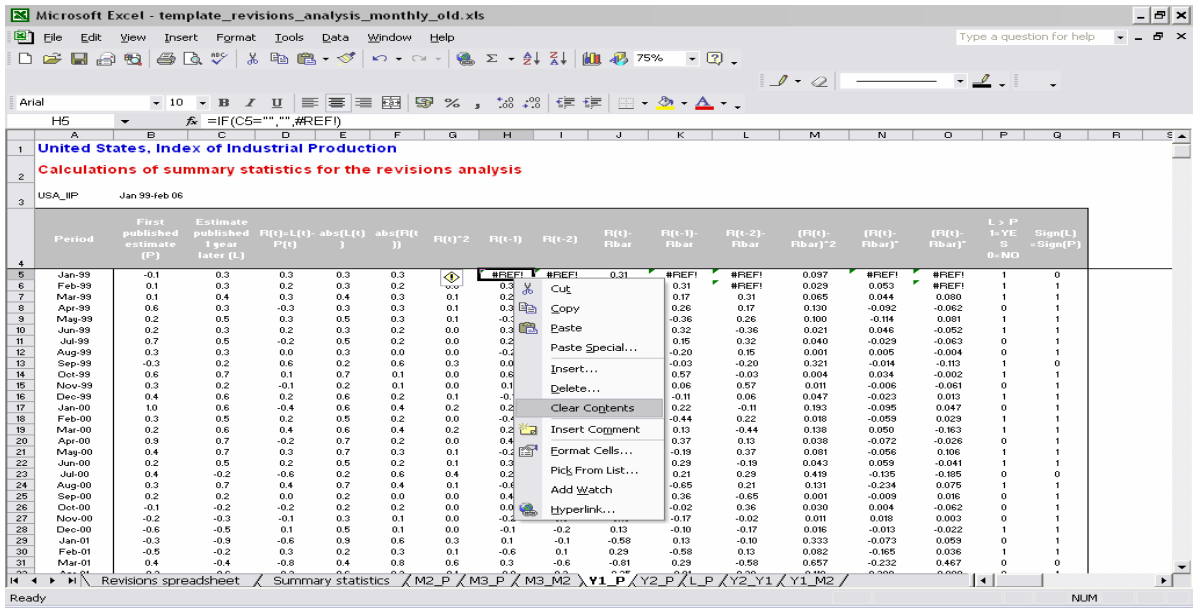 Microsoft Excel - template_revisions_analysis_monthly_old.xls
File Edit View Insert Format Tools Data Window Help Type a question for help
75%
Arial 10 B I U
H5 fx =IF(C5="","",#REF!)
A B C D E F G H I J K L M N O P Q R S
1 United States, Index of Industrial Production
2 Calculations of summary statistics for the revisions analysis
3 USA_IIP Jan 99-feb 06
4 Period First published estimate (P) Estimate published 1 year later (L) R(t)=L(t)-P(t) abs(L(t)) abs(R(t)) R(t)^2 R(t-1) R(t-2) R(t)-Rbar R(t-1)-Rbar R(t-2)-Rbar (R(t)-Rbar)^2 (R(t)-Rbar)* (R(t)-Rbar)* L > P 1=YES 0=NO Sign(L)=Sign(P)
5 Jan-99 -0.1 0.3 0.3 0.3 0.3 #REF! #REF! 0.31 #REF! #REF! 0.097 #REF! #REF! 1 0
6 Feb-99 0.1 0.3 0.2 0.3 0.2 0.0 0.31 #REF! 0.029 0.053 #REF! 1 1
7 Mar-99 0.1 0.4 0.3 0.4 0.3 0.1 0.17 0.31 0.065 0.044 0.080 1 1
8 Apr-99 0.6 0.3 -0.3 0.3 0.3 0.1 0.26 0.17 0.130 -0.092 -0.062 0 1
9 May-99 0.2 0.5 0.3 0.5 0.3 0.1 -0.36 0.26 0.100 -0.114 0.081 1 1
10 Jun-99 0.2 0.3 0.2 0.3 0.2 0.0 0.32 -0.36 0.021 0.046 -0.052 1 1
11 Jul-99 0.7 0.5 -0.2 0.5 0.2 0.0 0.15 0.32 0.040 -0.029 -0.063 0 1
12 Aug-99 0.3 0.3 0.0 0.3 0.0 0.0 -0.20 0.15 0.001 0.005 -0.004 0 1
13 Sep-99 -0.3 0.2 0.6 0.2 0.6 0.3 -0.03 -0.20 0.321 -0.014 -0.113 1 0
14 Oct-99 0.6 0.7 0.1 0.7 0.1 0.0 0.57 -0.03 0.004 0.034 -0.002 1 1
15 Nov-99 0.3 0.2 -0.1 0.2 0.1 0.0 0.06 0.57 0.011 -0.006 -0.061 0 1
16 Dec-99 0.4 0.6 0.2 0.6 0.2 0.1 -0.11 0.06 0.047 -0.023 0.013 1 1
17 Jan-00 1.0 0.6 -0.4 0.6 0.4 0.2 0.22 -0.11 0.193 -0.095 0.047 0 1
18 Feb-00 0.3 0.5 0.2 0.5 0.2 0.0 -0.44 0.22 0.018 -0.059 0.029 1 1
19 Mar-00 0.2 0.6 0.4 0.6 0.4 0.2 0.13 -0.44 0.138 0.050 -0.163 1 1
20 Apr-00 0.9 0.7 -0.2 0.7 0.2 0.0 0.37 0.13 0.038 -0.072 -0.026 0 1
21 May-00 0.4 0.7 0.3 0.7 0.3 0.1 -0.19 0.37 0.081 -0.056 0.106 1 1
22 Jun-00 0.2 0.5 0.2 0.5 0.2 0.1 0.29 -0.19 0.043 0.059 -0.041 1 1
23 Jul-00 0.4 -0.2 -0.6 0.2 0.6 0.4 0.21 0.29 0.419 -0.135 -0.185 0 0
24 Aug-00 0.3 0.7 0.4 0.7 0.4 0.1 -0.65 0.21 0.131 -0.234 0.075 1 1
25 Sep-00 0.2 0.2 0.0 0.2 0.0 0.0 0.36 -0.65 0.001 -0.009 0.016 0 1
26 Oct-00 -0.1 -0.2 -0.2 0.2 0.2 0.0 -0.02 0.36 0.030 0.004 -0.062 0 1
27 Nov-00 -0.2 -0.3 -0.1 0.3 0.1 0.0 -0.17 -0.02 0.011 0.018 0.003 0 1
28 Dec-00 -0.6 -0.5 0.1 0.5 0.1 0.0 -0.1 -0.2 0.13 -0.10 -0.17 0.016 -0.013 -0.022 1 1
29 Jan-01 -0.3 -0.9 -0.6 0.9 0.6 0.3 0.1 -0.1 -0.58 0.13 -0.10 0.333 -0.073 0.059 0 1
30 Feb-01 -0.5 -0.2 0.3 0.2 0.3 0.1 -0.6 0.1 0.29 -0.58 0.13 0.082 -0.165 0.036 1 1
31 Mar-01 0.4 -0.4 -0.8 0.4 0.8 0.6 0.3 -0.6 -0.81 0.29 -0.58 0.657 -0.232 0.467 0 0
Cut
Copy
Paste
Paste Special...
Insert...
Delete...
Clear Contents
Insert Comment
Format Cells...
Pick From List...
Add Watch
Hyperlink...
Revisions spreadsheet / Summary statistics / M2_P / M3_P / M3_M2 \ Y1_P / Y2_P / L_P / Y2_Y1 / Y1_M2 /
Ready NUM